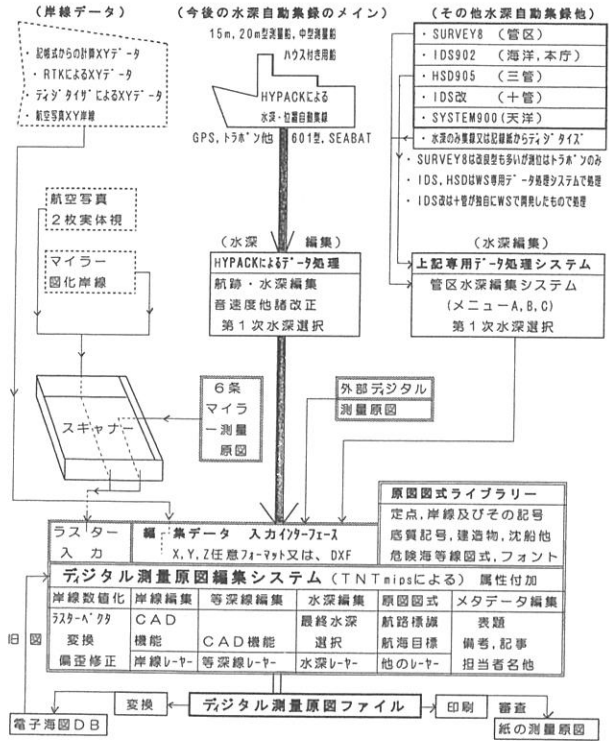 (岸線データ)
・記帳式からの計算XYデータ
・RTKによるXYデータ
・ディジタイザによるXYデータ
・航空写真XY岸線
(今後の水深自動集録のメイン)
15m, 20m型測量船, 中型測量船
ハウス付き用船
HYPACKによる
水深・位置自動集録
GPS, トラポン他
601型, SEABAT
(その他水深自動集録他)
・SURVEY8 (管区)
・IDS902 (海洋, 本庁)
・HSD905 (三管)
・IDS改 (十管)
・SYSTEM900(天洋)
・水深のみ集録又は記録紙からディジタイズ
・SURVEY8は改良型も多いが測位はトラポンのみ
・IDS, HSDはWS専用データ処理システムで処理
・IDS改は十管が独自にWSで開発したもので処理
航空写真
2枚実体視
マイラー
図化岸線
(水深 編集)
HYPACKによるデータ処理
航跡・水深編集
音速度他諸改正
第1次水深選択
(水深編集)
上記専用データ処理システム
管区水深編集システム
(メニューA, B, C)
第1次水深選択
スキャナー
6条
マイラ
ー測量
原図
外部ディジタル
測量原図
原図図式ライブラリー
定点, 岸線及びその記号
底質記号, 建造物, 沈船他
危険海等線図式, フォント
ラスター
入力
編集データ 入力インターフェース
X, Y, Z任意フォーマット又は、DXF
ディジタル測量原図編集システム (TNTmipsによる) 属性付加
岸線数値化
ラスターベクタ
変換
偏歪修正
岸線編集
CAD
機能
岸線レーヤー
等深線編集
CAD機能
等深線レーヤー
水深編集
最終水深
選択
水深レーヤー
原図図式
航路標識
航海目標
他のレーヤー
メタデータ編集
表題
備考, 記事
担当者名他
旧図
変換
ディジタル測量原図ファイル
印刷
審査
電子海図DB
紙の測量原図